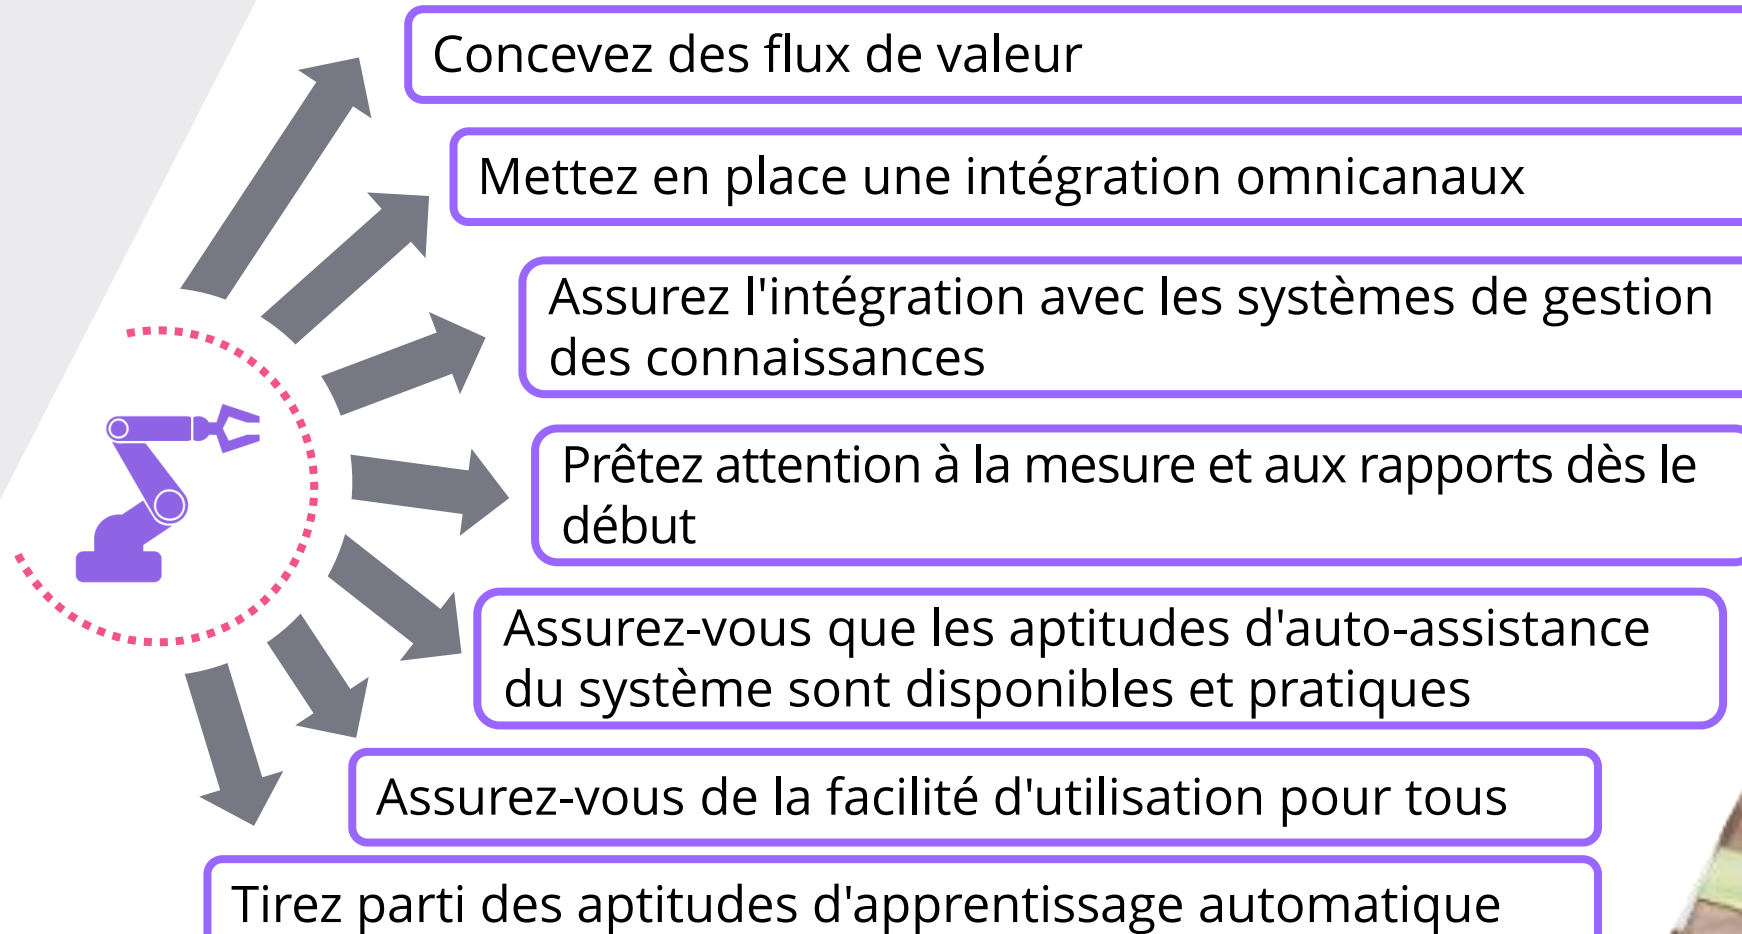 Concevez des flux de valeur
Mettez en place une intégration omnicanaux
Assurez l'intégration avec les systèmes de gestion
des connaissances
Prêtez attention à la mesure et aux rapports dès le
début
Assurez-vous que les aptitudes d'auto-assistance
du système sont disponibles et pratiques
Assurez-vous de la facilité d'utilisation pour tous
Tirez parti des aptitudes d'apprentissage automatique